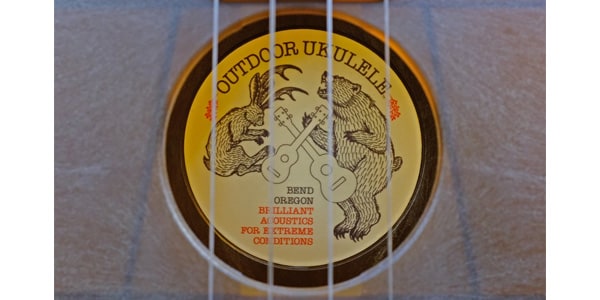 OUTDOOR UKULELE
BEND
OREGON
BRILLIANT
ACOUSTICS
FOR EXTREME
CONDITIONS